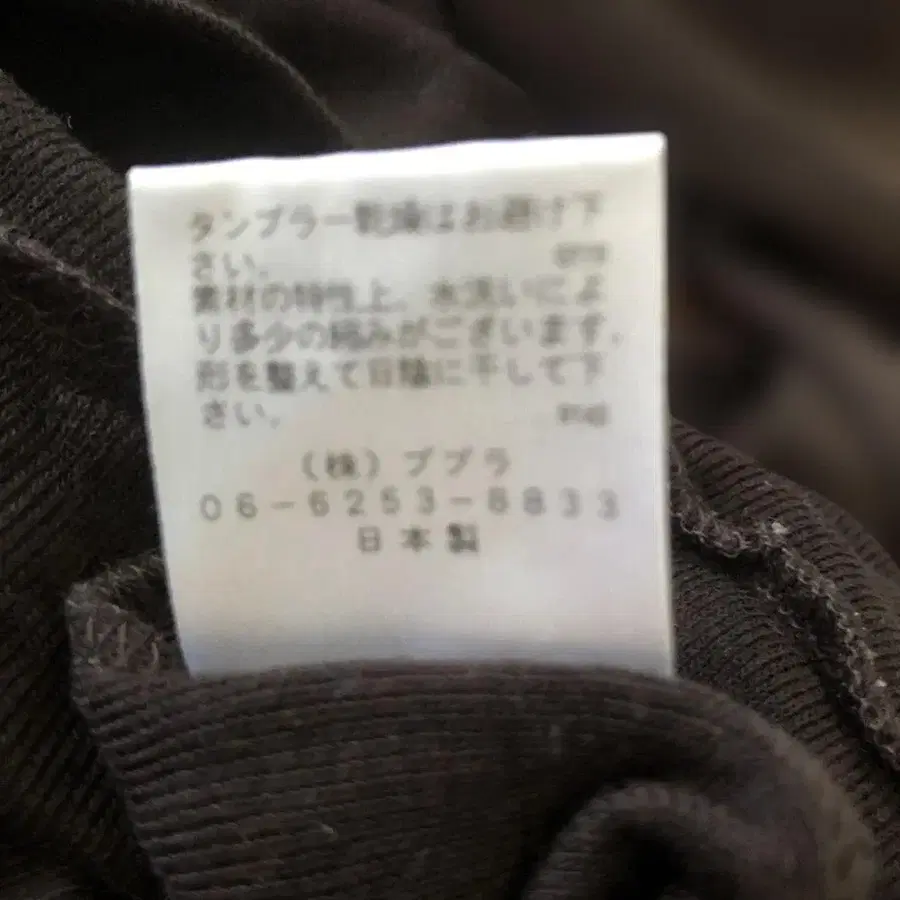 タンブラー乾燥はお避け下
さい。
素材の特性上、水洗いによ
り多少の縮みがございます。
形を整えて日陰に干して下
さい。
(株)ププラ
06-6253-8833
日本製